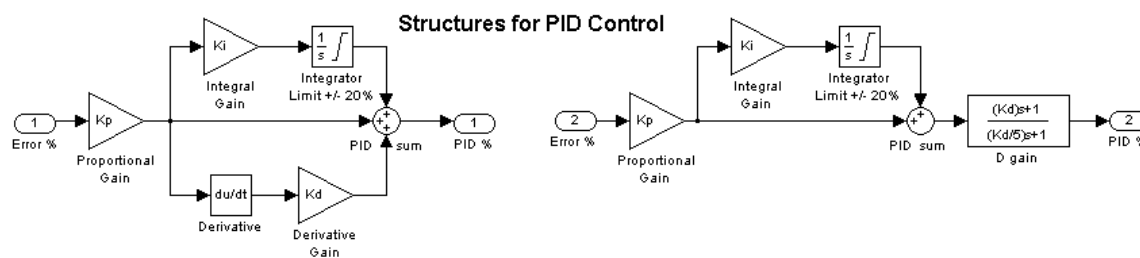 Structures for PID Control
Ki
Integral
Gain
1
s
Integrator
Limit +/- 20%
1
Error %
Kp
Proportional
Gain
+
+
+
PID sum
1
PID %
du/dt
Derivative
Kd
Derivative
Gain
Ki
Integral
Gain
1
s
Integrator
Limit +/- 20%
2
Error %
Kp
Proportional
Gain
+
+
PID sum
(Kd)s+1
(Kd/5)s+1
D gain
2
PID %